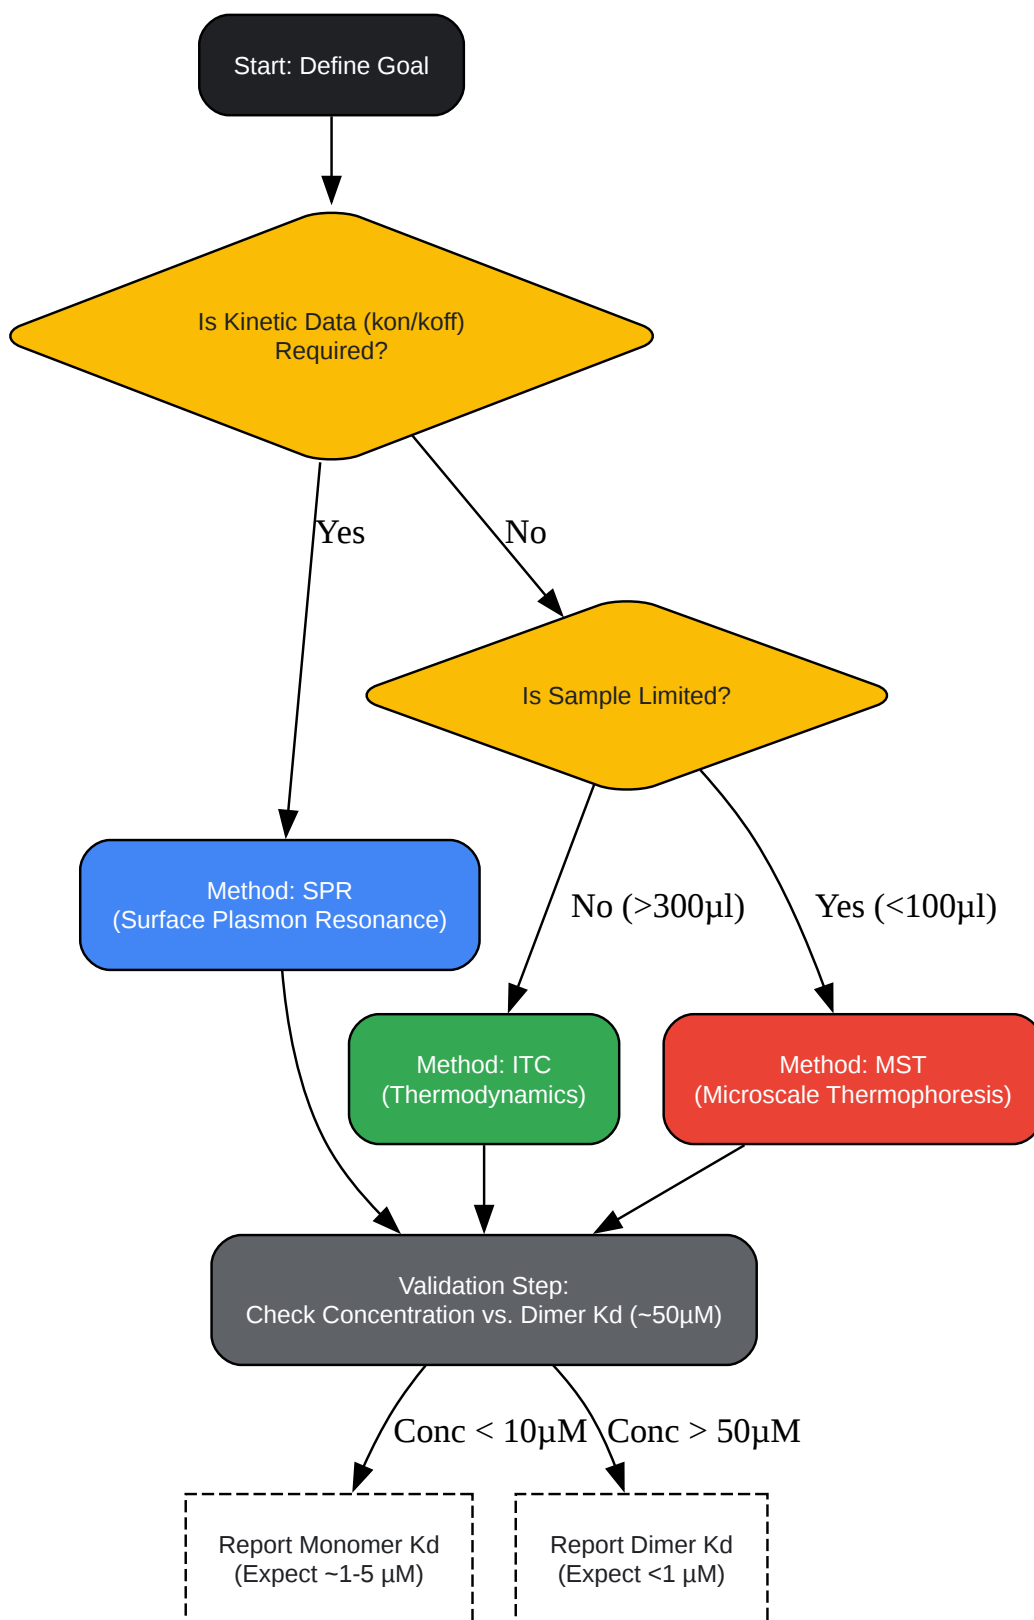 Start: Define Goal
Is Kinetic Data (kon/koff)
Required?
Yes
No
Is Sample Limited?
Method: SPR
(Surface Plasmon Resonance)
No (>300µl)
Yes (<100µl)
Method: ITC
(Thermodynamics)
Method: MST
(Microscale Thermophoresis)
Validation Step:
Check Concentration vs. Dimer Kd (~50µM)
Conc < 10µM
Conc > 50µM
Report Monomer Kd
(Expect ~1-5 µM)
Report Dimer Kd
(Expect <1 µM)